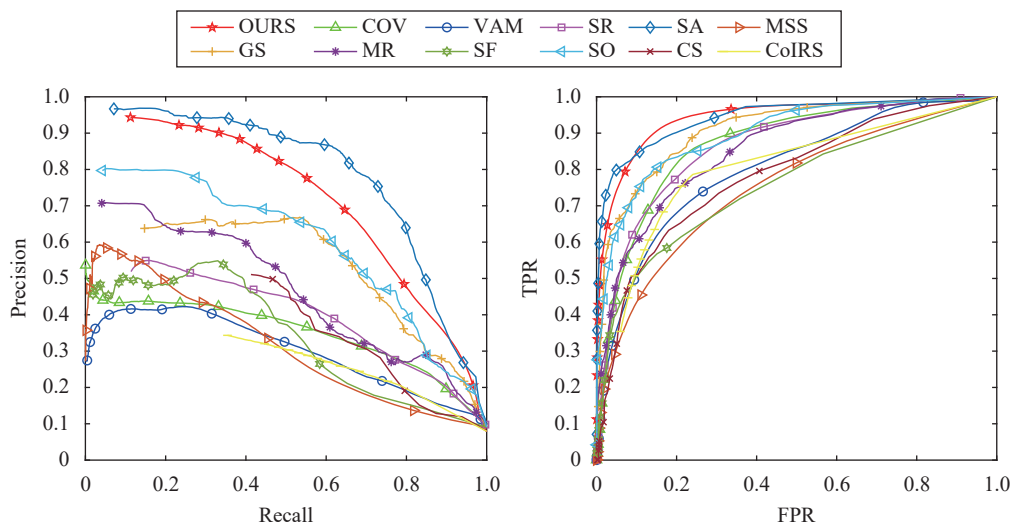 OURS COV VAM SR SA MSS
GS MR SF SO CS CoIRS
1.0 1.0
0.9 0.9
0.8 0.8
0.7 0.7
0.6 0.6
Precision 0.5 TPR 0.5
0.4 0.4
0.3 0.3
0.2 0.2
0.1 0.1
0 0
0 0.2 0.4 0.6 0.8 1.0 0 0.2 0.4 0.6 0.8 1.0
Recall FPR